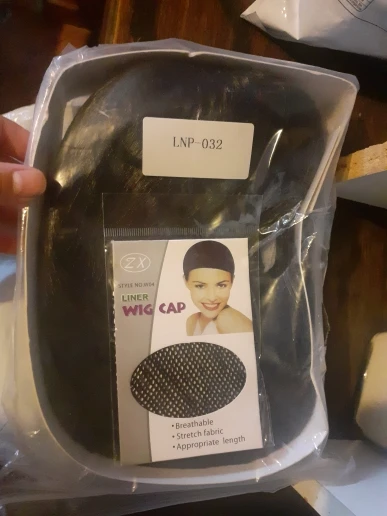 LNP-032
ZX
LINER
WIG CAP
•Breathable
•Stretch fabric
•Appropriate length